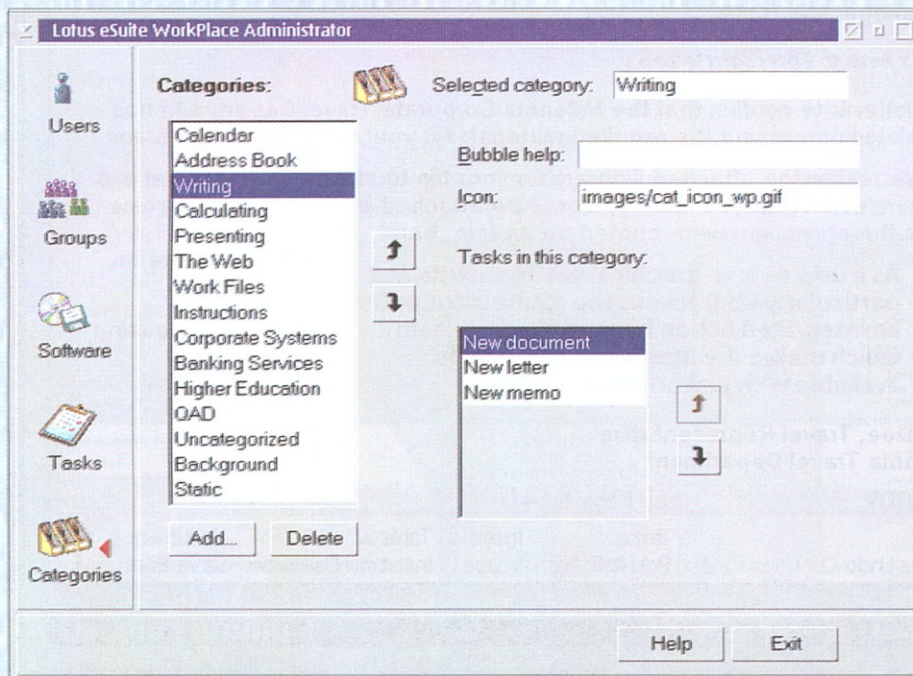 Lotus eSuite WorkPlace Administrator
Users
Groups
Software
Tasks
Categories
Categories:
Calendar
Address Book
Writing
Calculating
Presenting
The Web
Work Files
Instructions
Corporate Systems
Banking Services
Higher Education
QAD
Uncategorized
Background
Static
Add...
Delete
Selected category: Writing
Bubble help:
Icon: images/cat_icon_wp.gif
Tasks in this category:
New document
New letter
New memo
Help
Exit